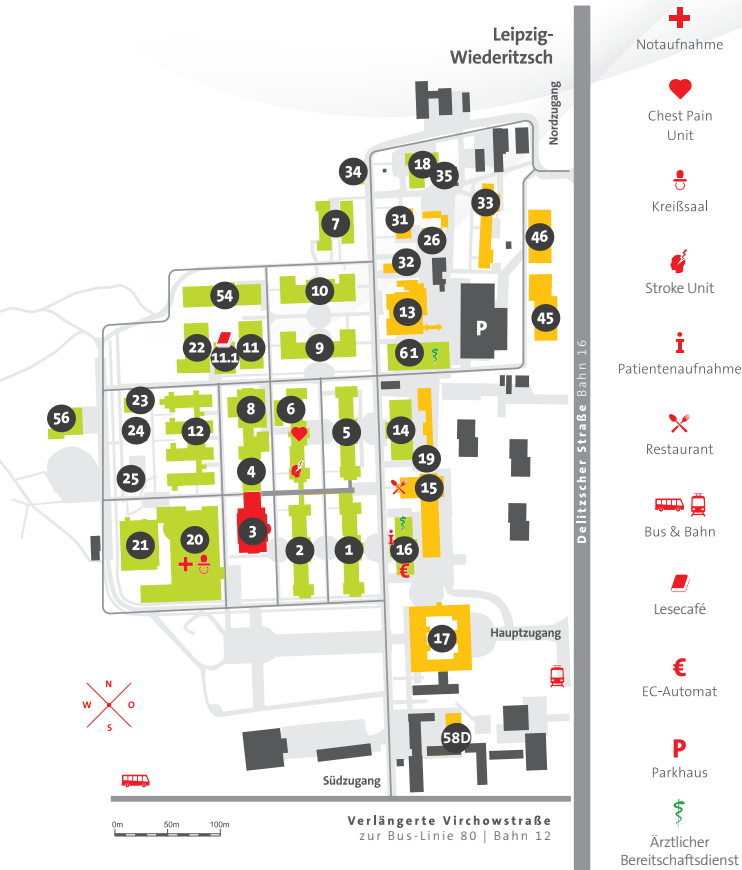 Leipzig-
Wiederitzsch
Nordzugang
Notaufnahme
Chest Pain
Unit
Kreißsaal
Stroke Unit
i
Patientenaufnahme
Restaurant
Bus & Bahn
Lesecafé
€
EC-Automat
P
Parkhaus
Ärztlicher
Bereitschaftsdienst
34
18
35
33
7
31
26
46
32
54
10
13
45
P
22
11.1
11
9
61
23
8
6
56
24
12
5
14
25
4
19
15
21
20
3
2
1
i
16
€
17
Hauptzugang
58D
Südzugang
N
W
O
S
Delitzscher Straße Bahn 16
0m 50m 100m
Verlängerte Virchowstraße
zur Bus-Linie 80 | Bahn 12